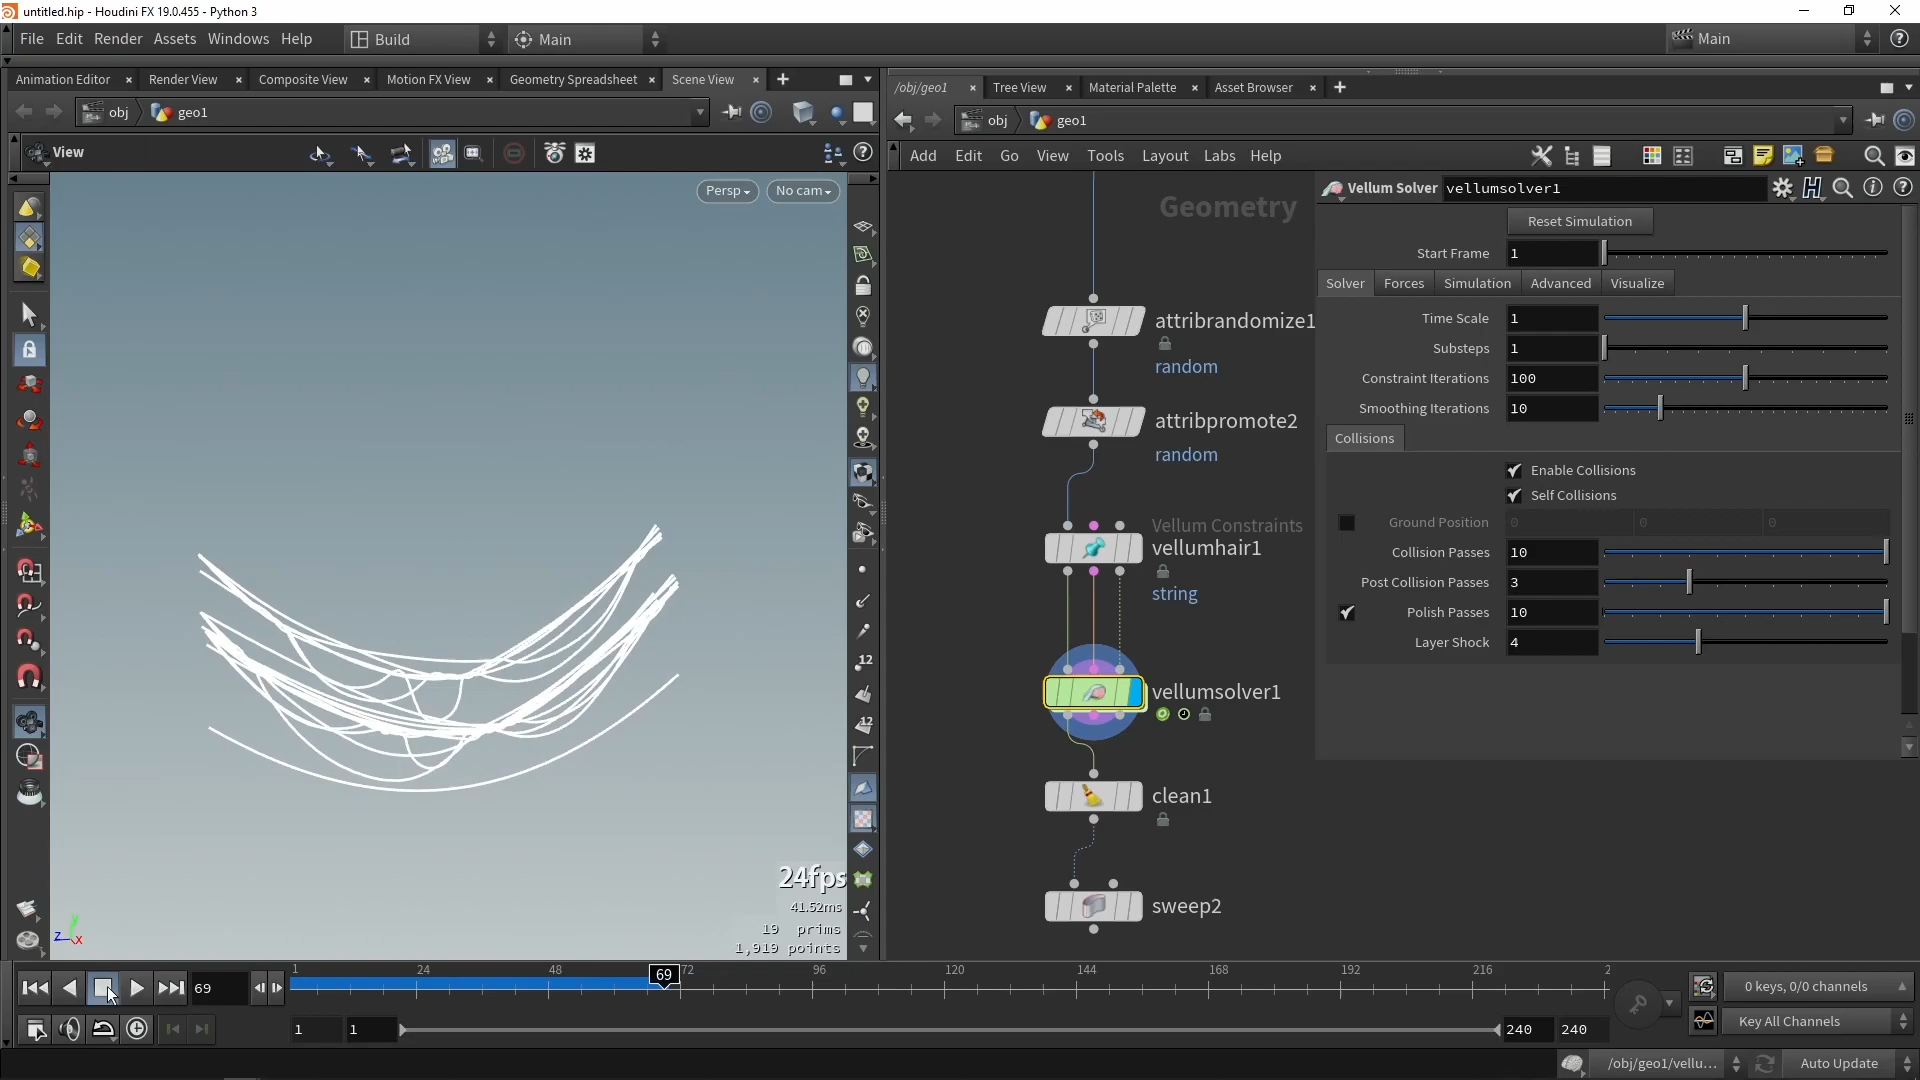 untitled.hip - Houdini FX 19.0.455 - Python 3
File Edit Render Assets Windows Help Build Main Main
Animation Editor Render View Composite View Motion FX View Geometry Spreadsheet Scene View
obj geo1
View
Persp No cam
12
12
24fps
41.52ms
19 prims
1,919 points
z x y
/obj/geo1 Tree View Material Palette Asset Browser
obj geo1
Add Edit Go View Tools Layout Labs Help
Geometry
attribrandomize1
random
attribpromote2
random
Vellum Constraints
vellumhair1
string
vellumsolver1
clean1
sweep2
Vellum Solver vellumsolver1
Reset Simulation
Start Frame 1
Solver Forces Simulation Advanced Visualize
Time Scale 1
Substeps 1
Constraint Iterations 100
Smoothing Iterations 10
Collisions
Enable Collisions
Self Collisions
Ground Position 0 0 0
Collision Passes 10
Post Collision Passes 3
Polish Passes 10
Layer Shock 4
1 24 48 69 72 96 120 144 168 192 216 2
69
0 keys, 0/0 channels
1 1 240 240
Key All Channels
/obj/geo1/vellu... Auto Update